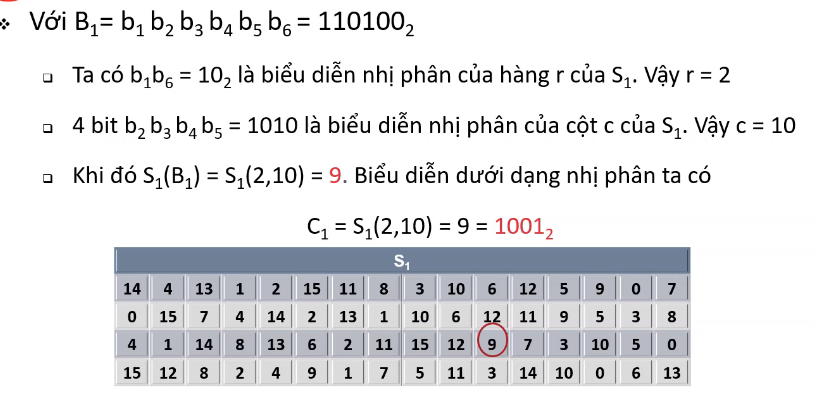 ❖ Với B₁= b₁ b₂ b₃ b₄ b₅ b₆ = 110100₂
❑ Ta có b₁b₆ = 10₂ là biểu diễn nhị phân của hàng r của S₁. Vậy r = 2
❑ 4 bit b₂ b₃ b₄ b₅ = 1010 là biểu diễn nhị phân của cột c của S₁. Vậy c = 10
❑ Khi đó S₁(B₁) = S₁(2,10) = 9. Biểu diễn dưới dạng nhị phân ta có
C₁ = S₁(2,10) = 9 = 1001₂
S₁
14 4 13 1 2 15 11 8 3 10 6 12 5 9 0 7
0 15 7 4 14 2 13 1 10 6 12 11 9 5 3 8
4 1 14 8 13 6 2 11 15 12 9 7 3 10 5 0
15 12 8 2 4 9 1 7 5 11 3 14 10 0 6 13